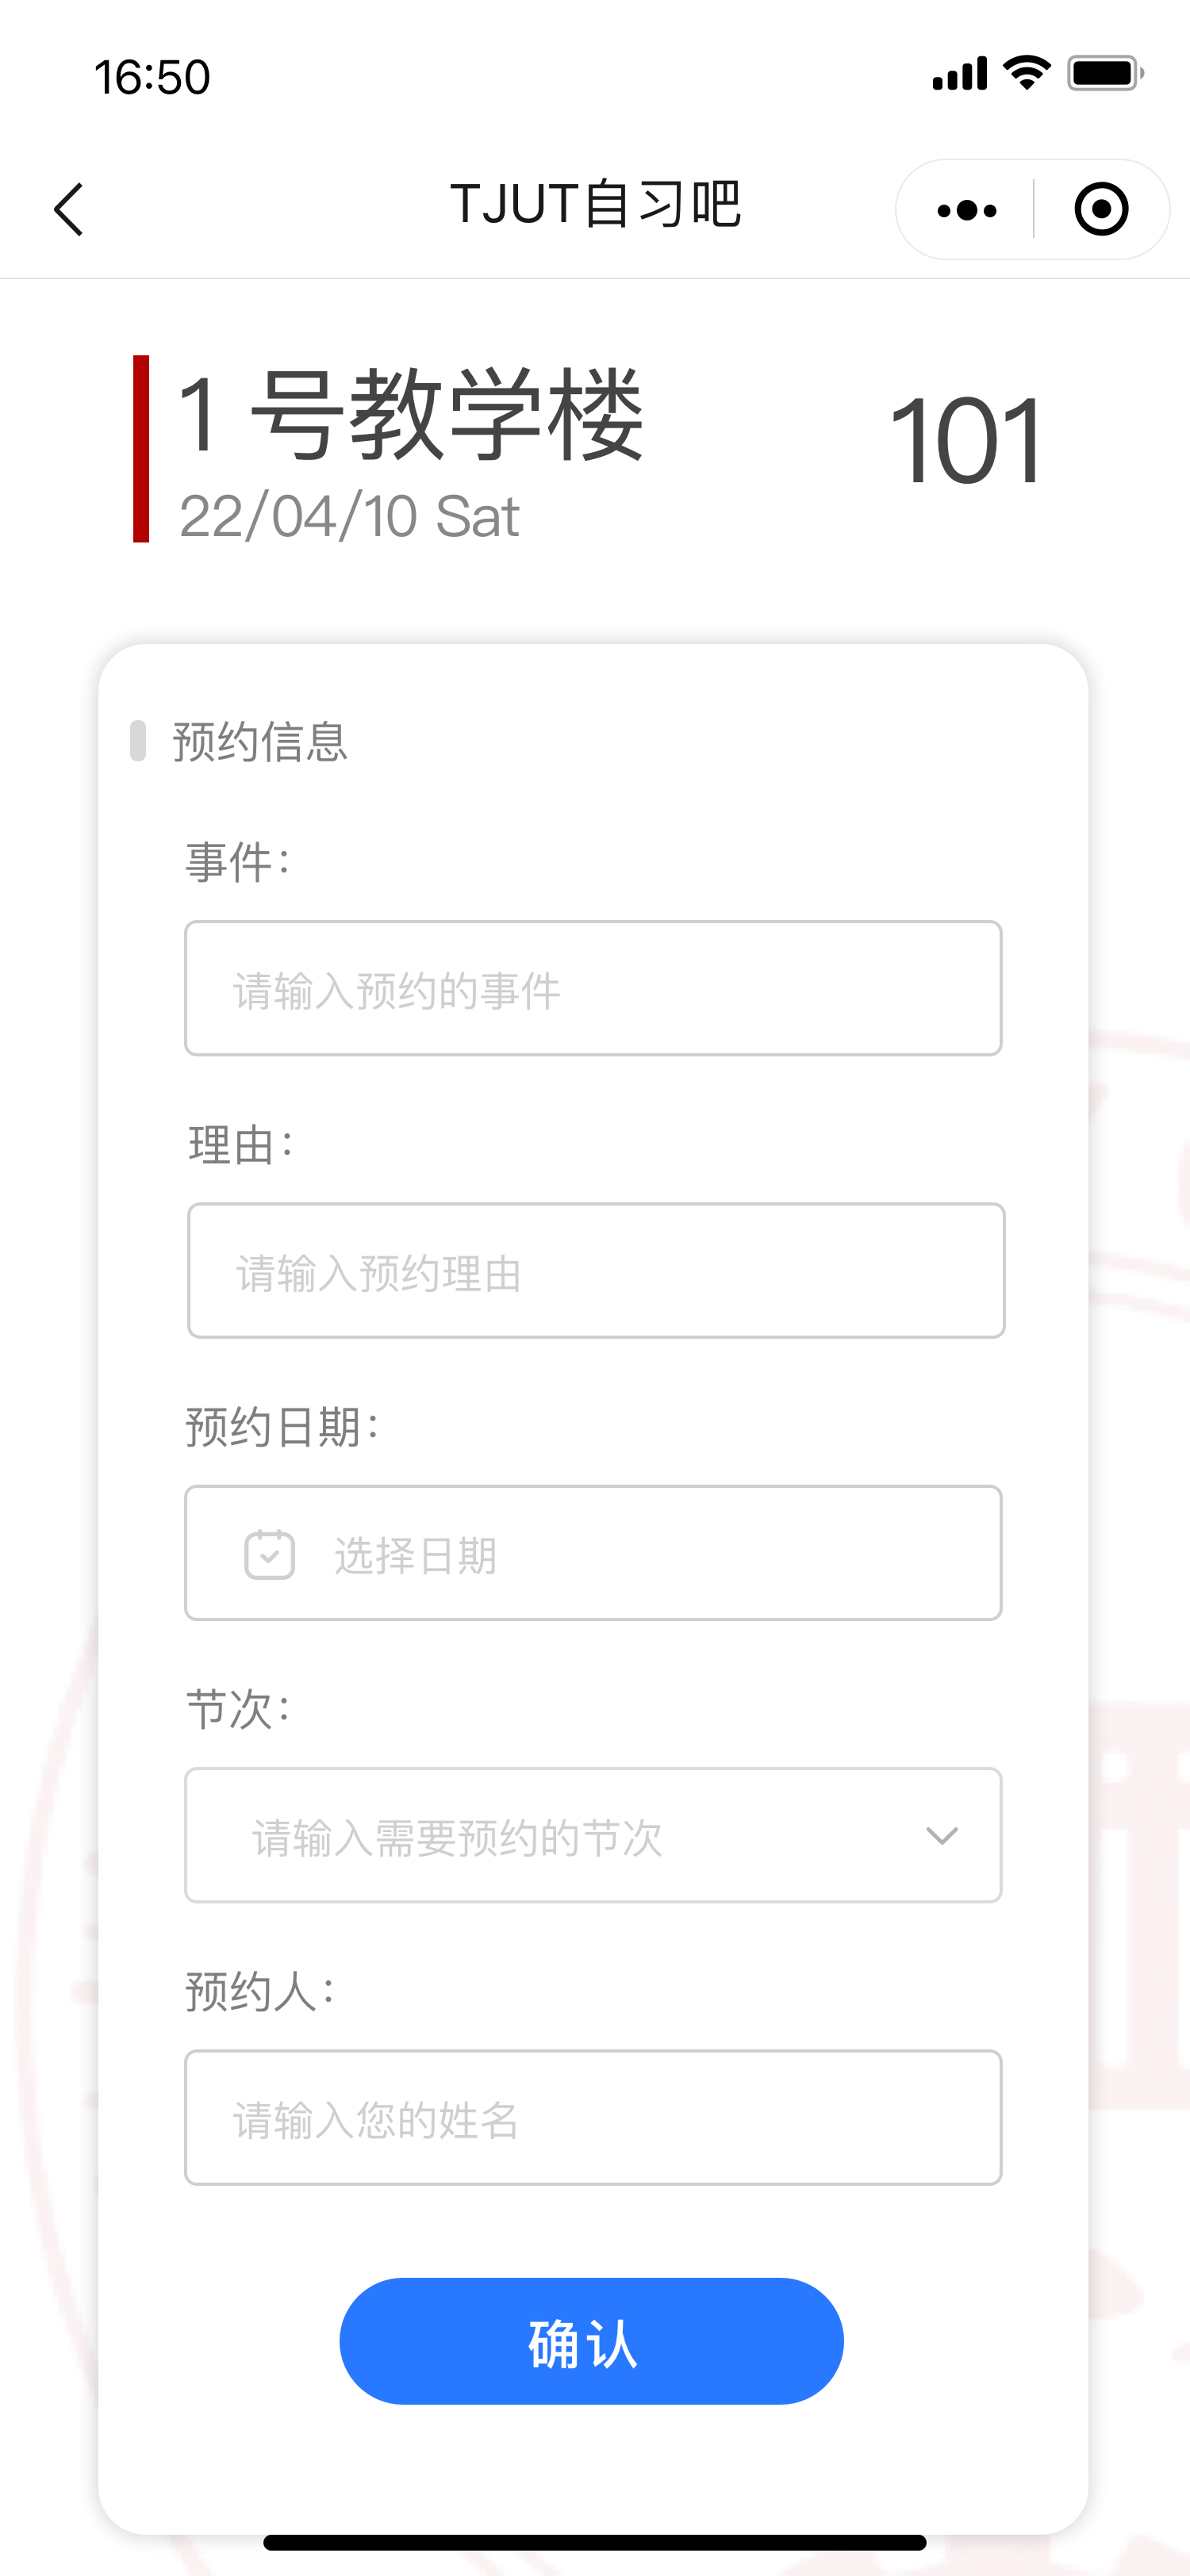 16:50
TJUT自习吧
1 号教学楼
101
22/04/10 Sat
预约信息
事件：
请输入预约的事件
理由：
请输入预约理由
预约日期：
选择日期
节次：
请输入需要预约的节次
预约人：
请输入您的姓名
确认